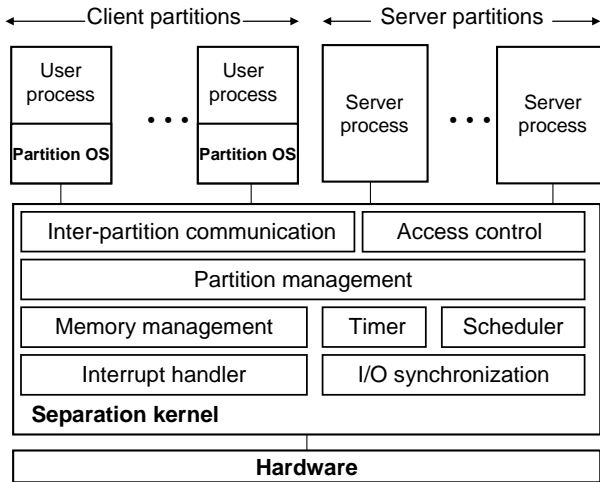 Client partitions
Server partitions
User
process
Partition OS
• • •
User
process
Partition OS
Server
process
• • •
Server
process
Inter-partition communication
Access control
Partition management
Memory management
Timer
Scheduler
Interrupt handler
I/O synchronization
Separation kernel
Hardware